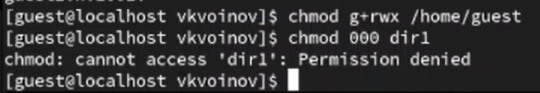 [guest@localhost vkvoinov]$ chmod g+rwx /home/guest
[guest@localhost vkvoinov]$ chmod 000 dir1
chmod: cannot access 'dir1': Permission denied
[guest@localhost vkvoinov]$